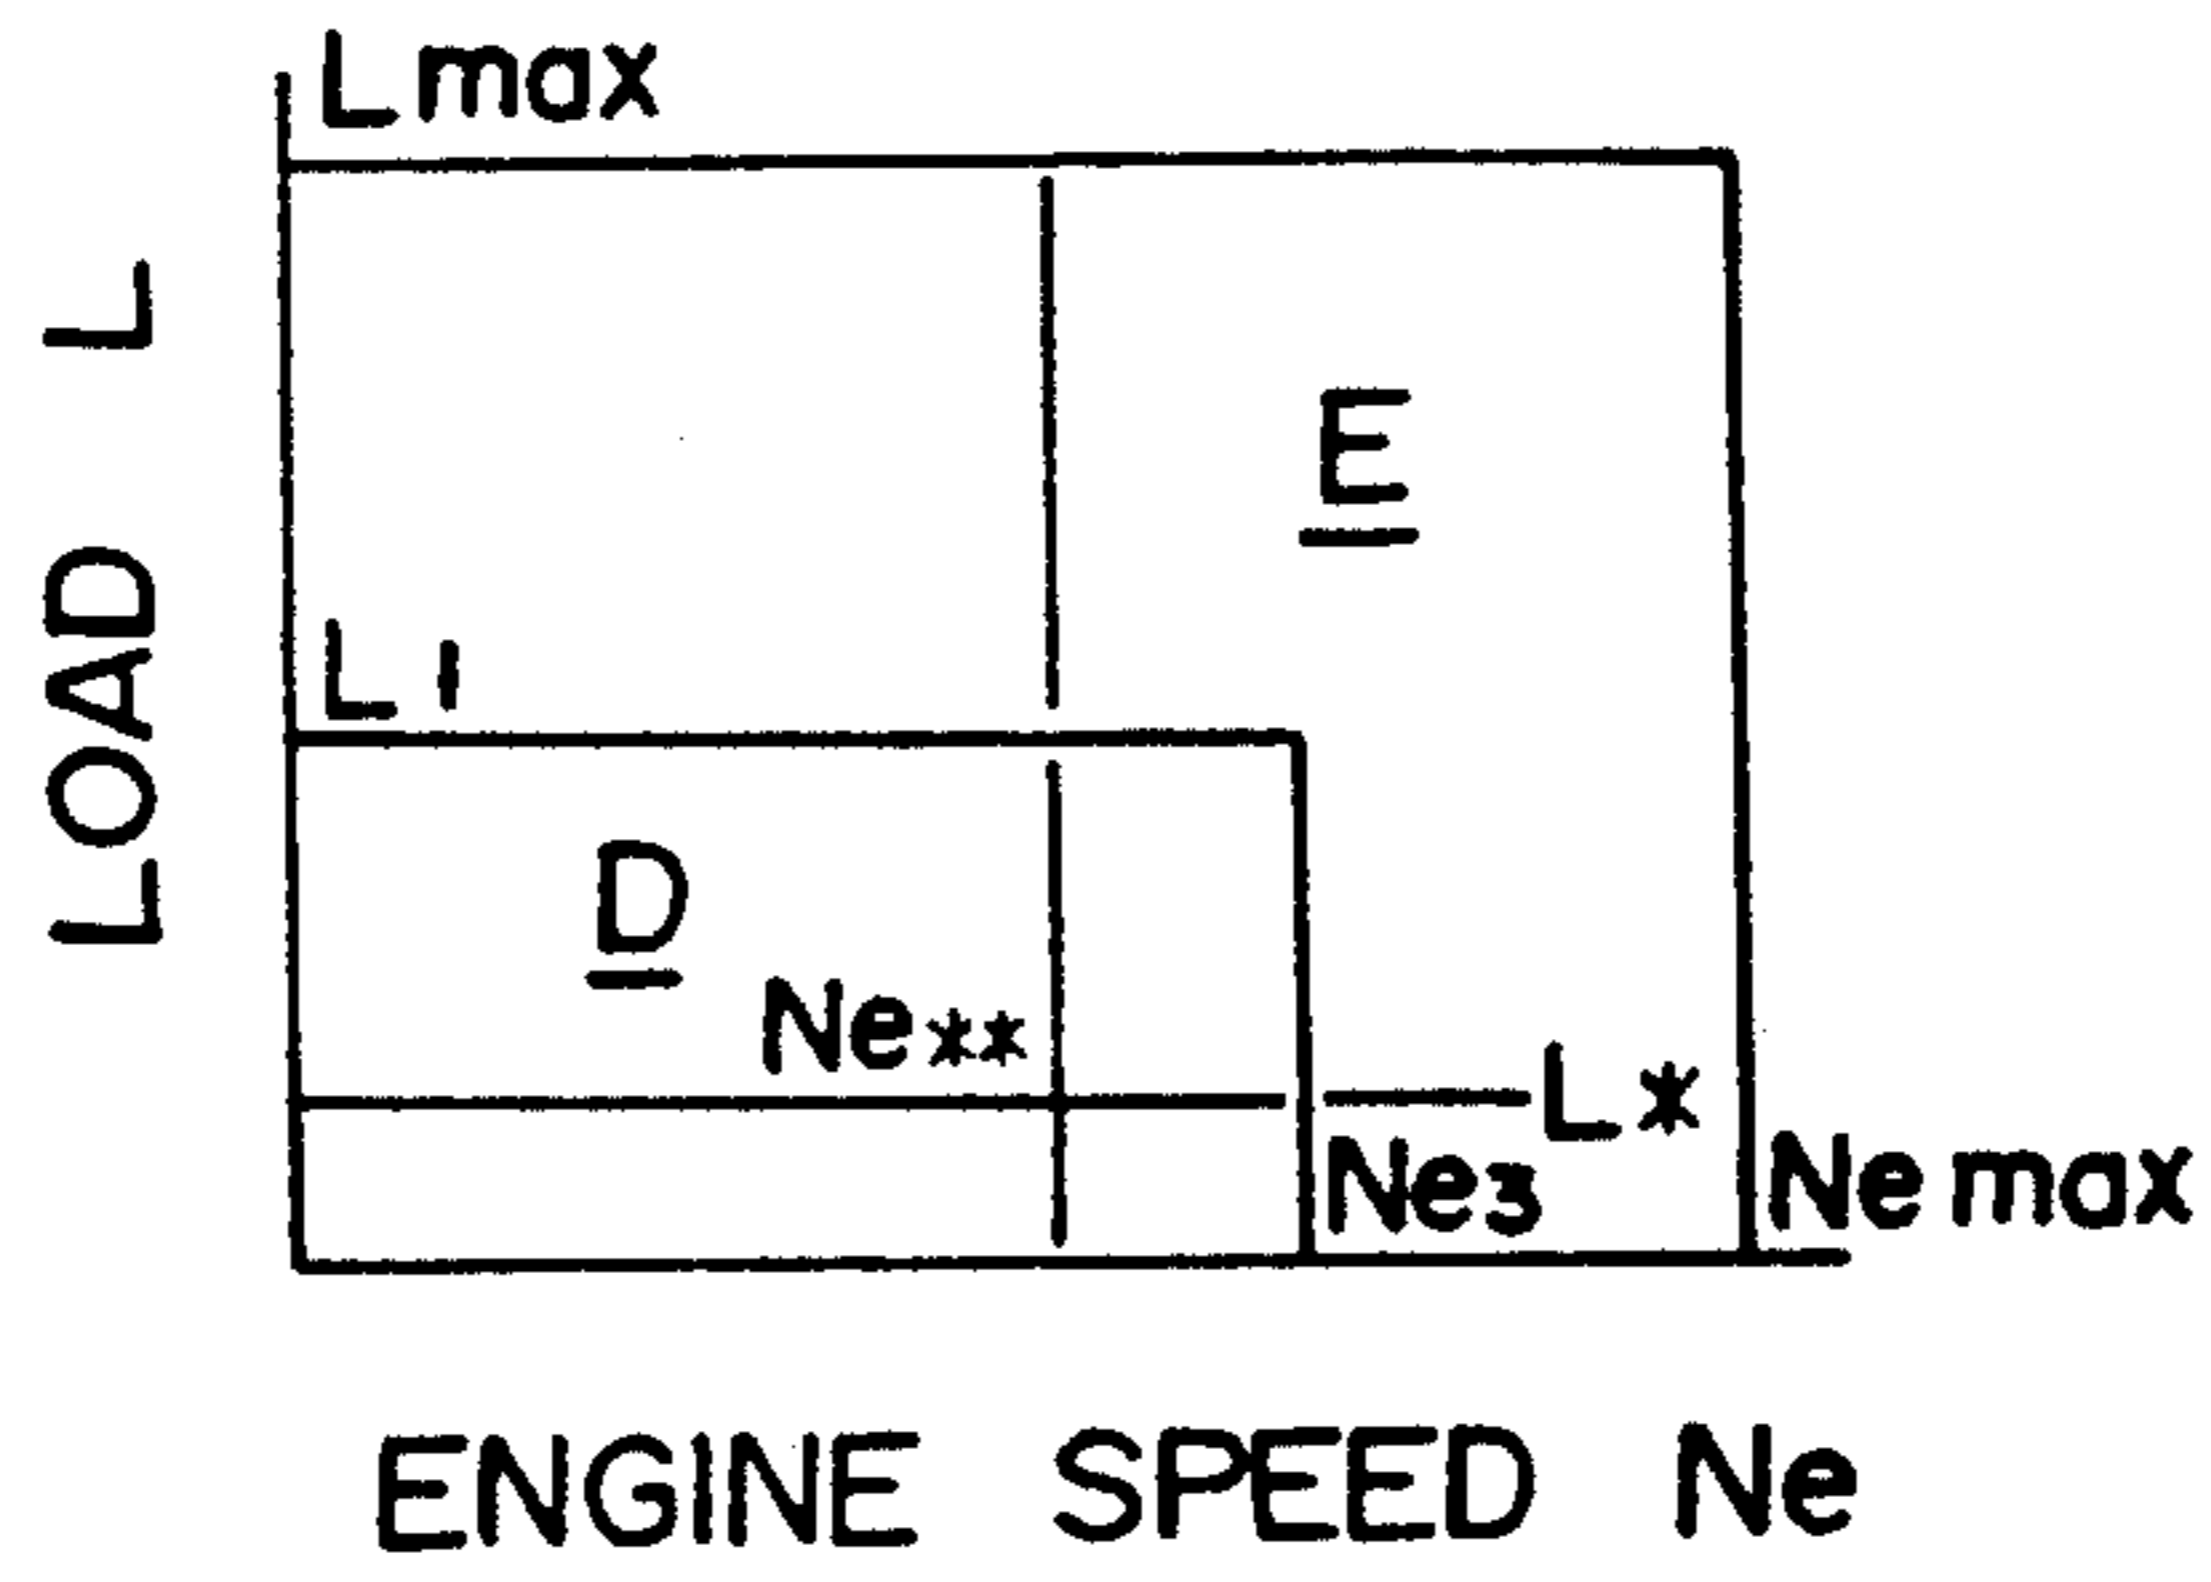 Lmax
LOAD L
E
L1
D
Ne**
L*
Ne3
Ne max
ENGINE SPEED Ne